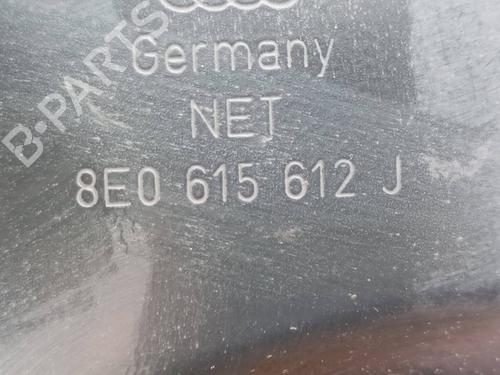 Germany
NET
8E0 615 612 J
B-PARTS